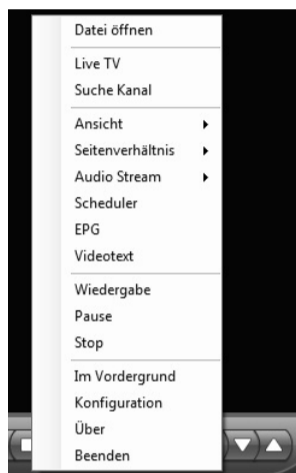 Datei öffnen
Live TV
Suche Kanal
Ansicht
Seitenverhältnis
Audio Stream
Scheduler
EPG
Videotext
Wiedergabe
Pause
Stop
Im Vordergrund
Konfiguration
Über
Beenden